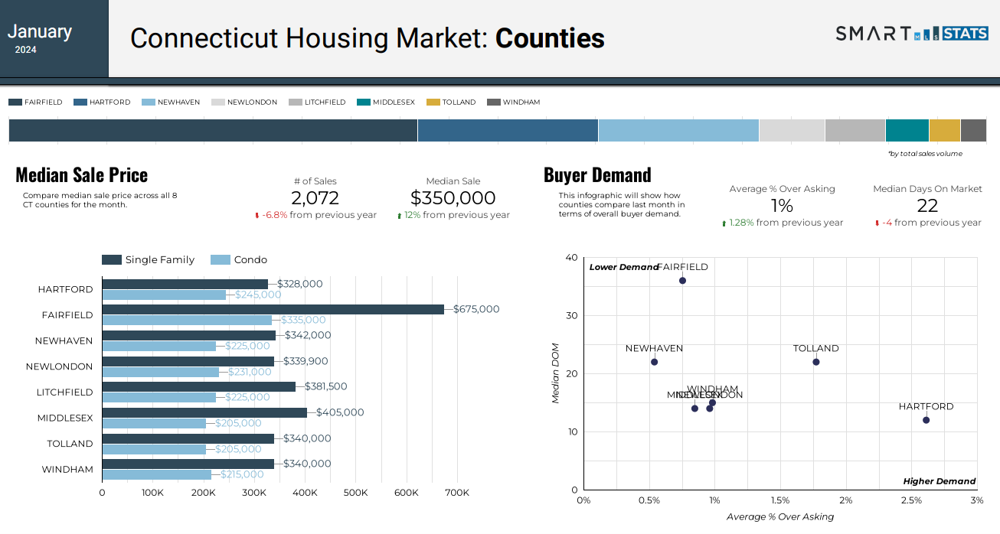 January
2024
Connecticut Housing Market: Counties
SMART MLS STATS
FAIRFIELD HARTFORD NEWHAVEN NEWLONDON LITCHFIELD MIDDLESEX TOLLAND WINDHAM
*by total sales volume
Median Sale Price
Compare median sale price across all 8
CT counties for the month.
# of Sales
2,072
-6.8% from previous year
Median Sale
$350,000
12% from previous year
Single Family Condo
HARTFORD
$328,000
$245,000
FAIRFIELD
$675,000
$335,000
NEWHAVEN
$342,000
$225,000
NEWLONDON
$339,900
$231,000
LITCHFIELD
$381,500
$225,000
MIDDLESEX
$405,000
$205,000
TOLLAND
$340,000
$205,000
WINDHAM
$340,000
$215,000
0 100K 200K 300K 400K 500K 600K 700K
Buyer Demand
This infographic will show how
counties compare last month in
terms of overall buyer demand.
Average % Over Asking
1%
1.28% from previous year
Median Days On Market
22
-4 from previous year
Median DOM
40
30
20
10
0
Lower Demand
FAIRFIELD
NEWHAVEN
TOLLAND
WINDHAM
MIDDLESEX
NEWLONDON
HARTFORD
Higher Demand
0% 0.5% 1% 1.5% 2% 2.5% 3%
Average % Over Asking